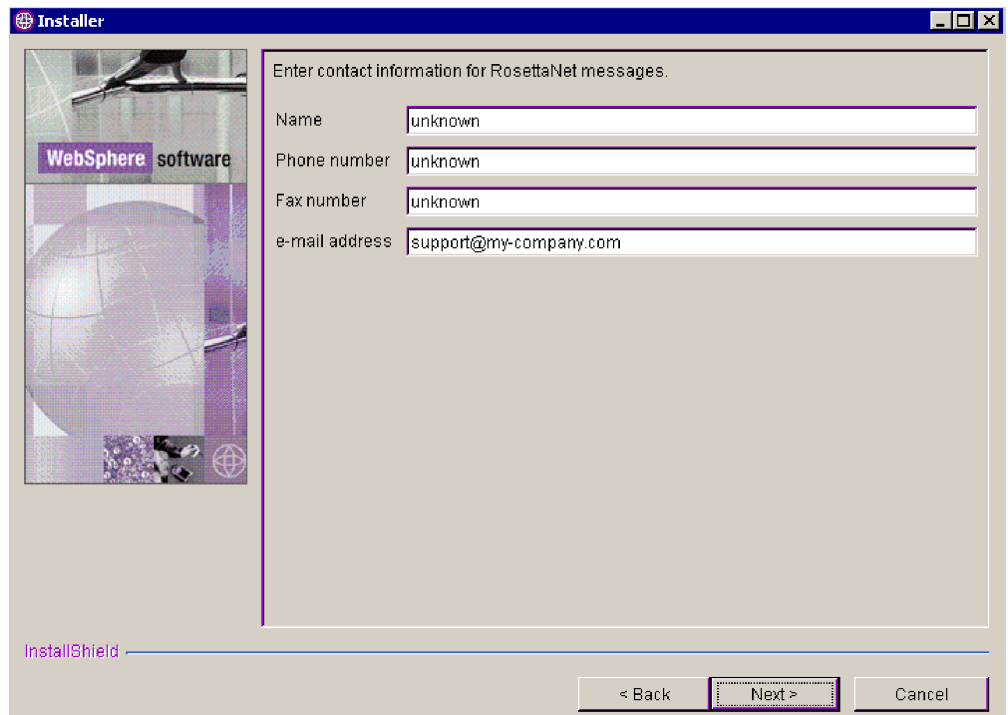 Installer
WebSphere software
Enter contact information for RosettaNet messages.
Name unknown
Phone number unknown
Fax number unknown
e-mail address support@my-company.com
InstallShield
< Back Next > Cancel